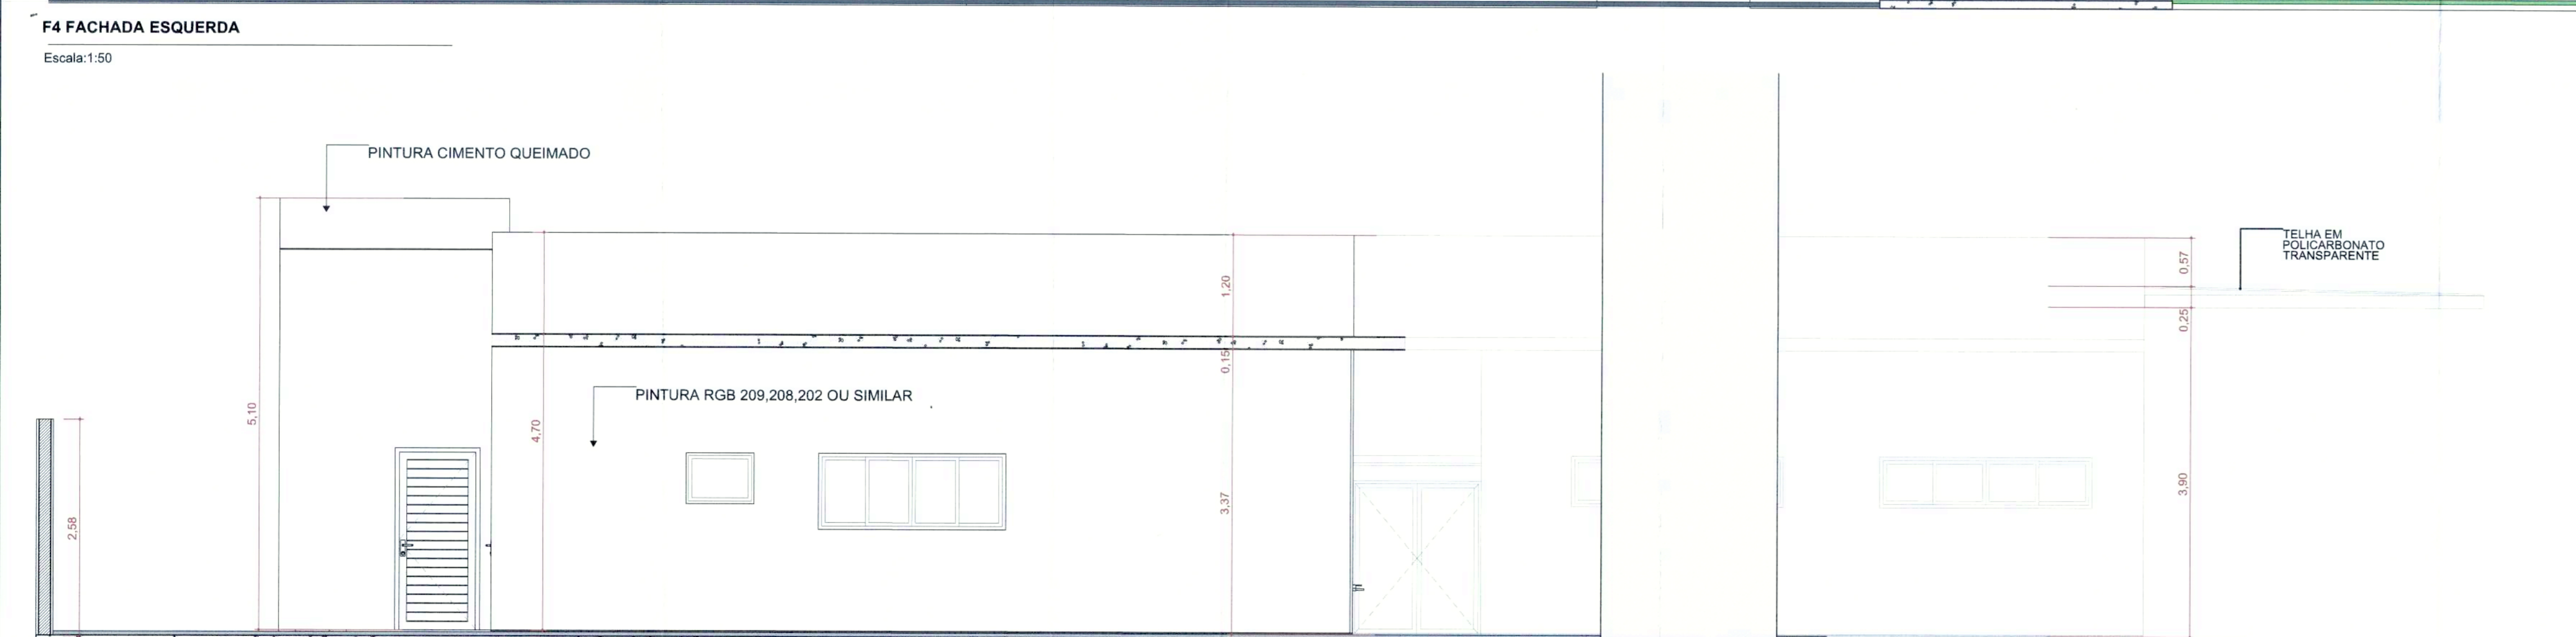 F4 FACHADA ESQUERDA
Escala:1:50
PINTURA CIMENTO QUEIMADO
TELHA EM
POLICARBONATO
TRANSPARENTE
PINTURA RGB 209,208,202 OU SIMILAR
2,58
5,10
4,70
1,20
0,15
3,37
0,57
0,25
3,90